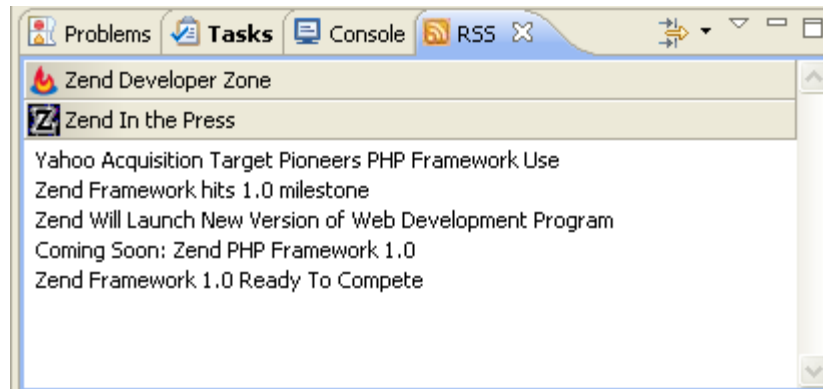 Problems Tasks Console RSS
Zend Developer Zone
Z Zend In the Press
Yahoo Acquisition Target Pioneers PHP Framework Use
Zend Framework hits 1.0 milestone
Zend Will Launch New Version of Web Development Program
Coming Soon: Zend PHP Framework 1.0
Zend Framework 1.0 Ready To Compete